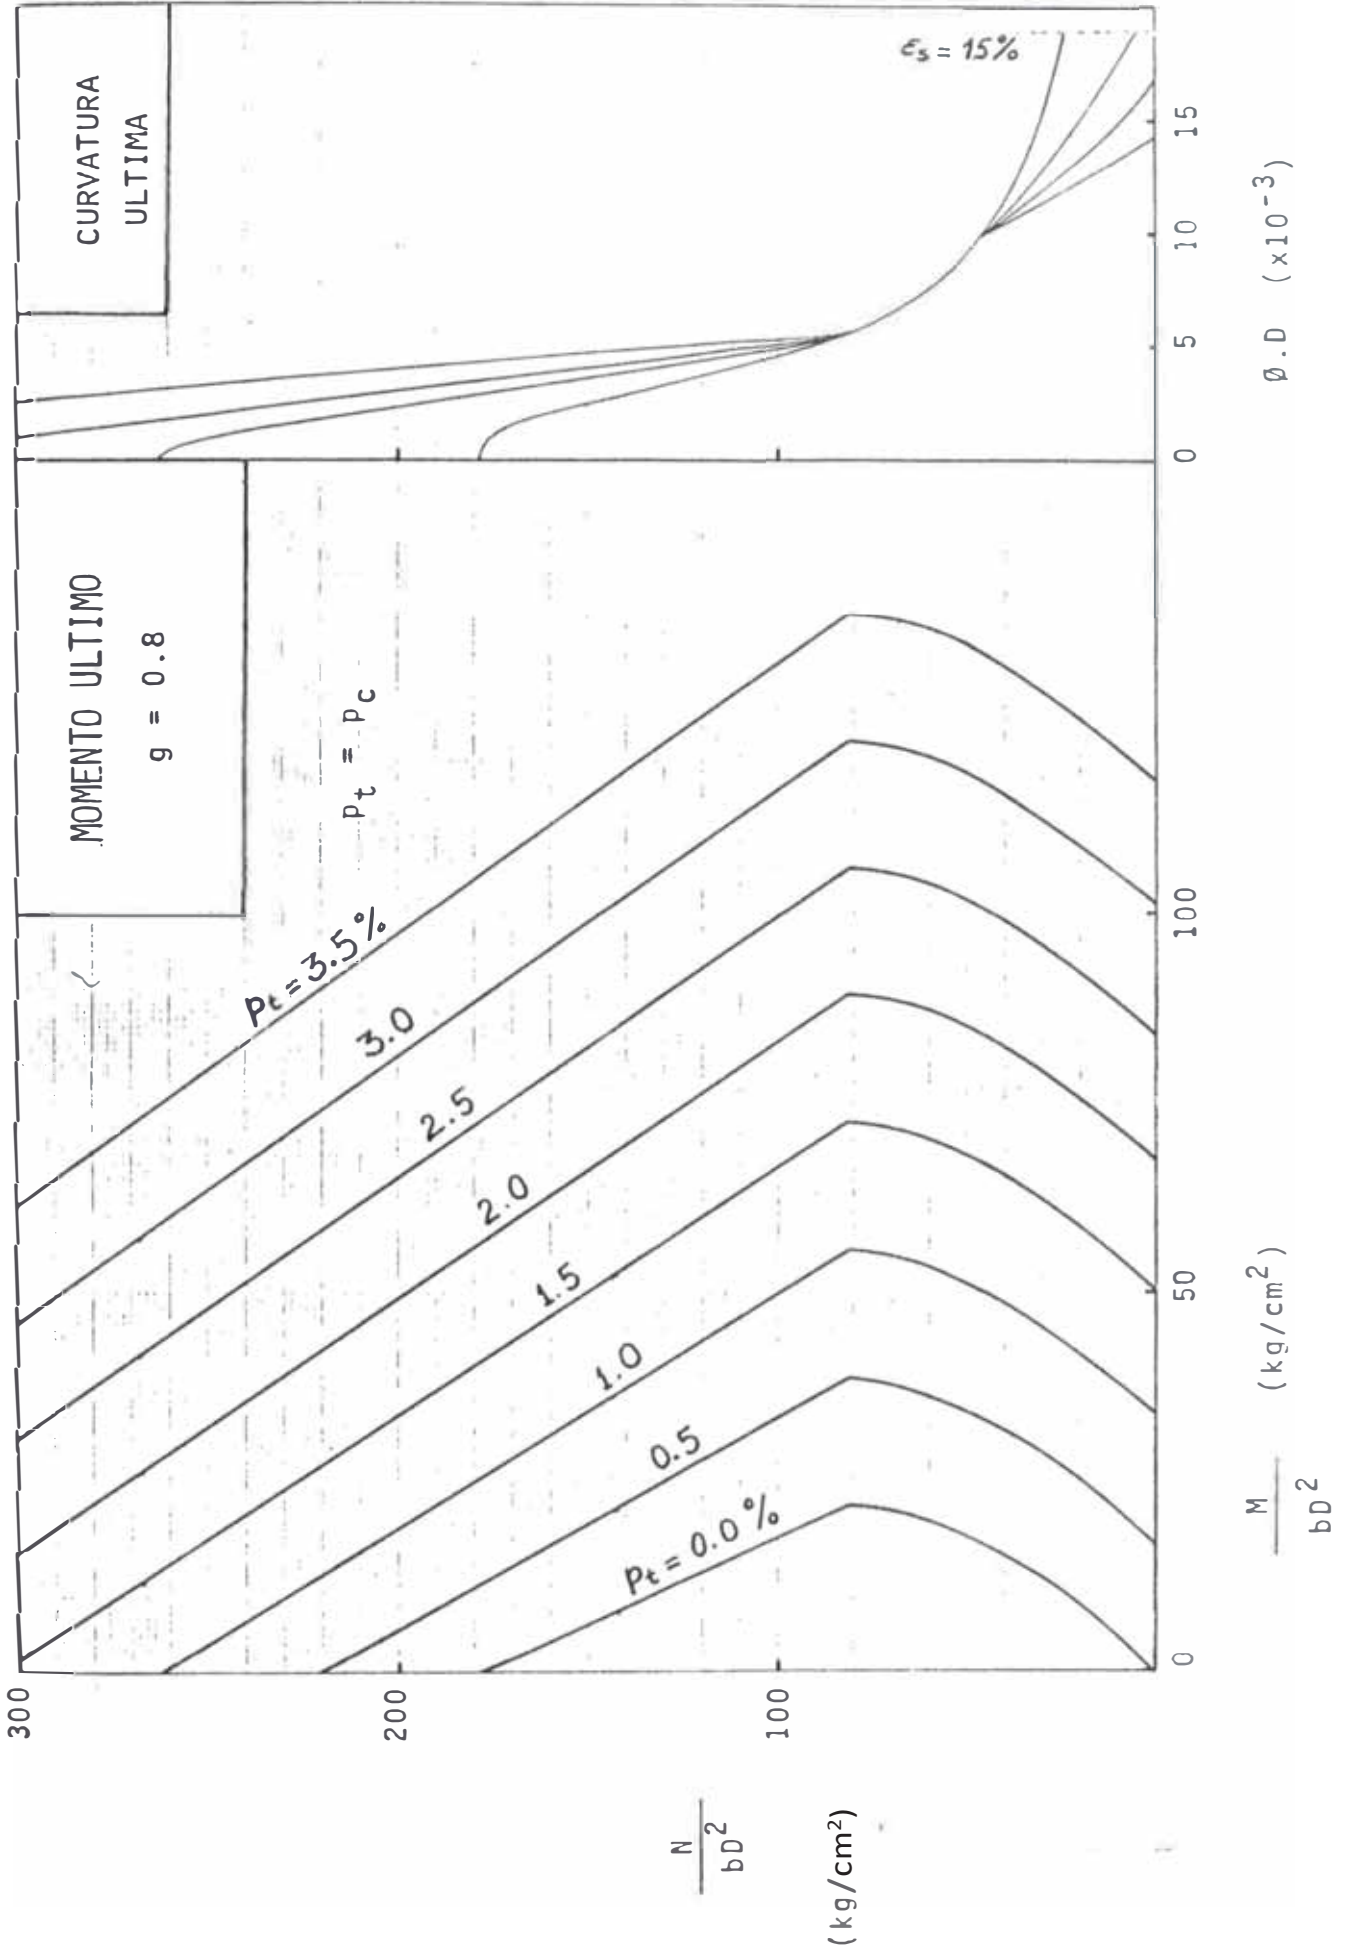 MOMENTO ULTIMO
g = 0.8
pt = pc
CURVATURA
ULTIMA
εs = 15%
pt = 3.5%
3.0
2.5
2.0
1.5
1.0
0.5
pt = 0.0%
300
200
100
N
bD²
(kg/cm²)
0
50
100
M
bD²
(kg/cm²)
0
5
10
15
Ø.D (x10-³)